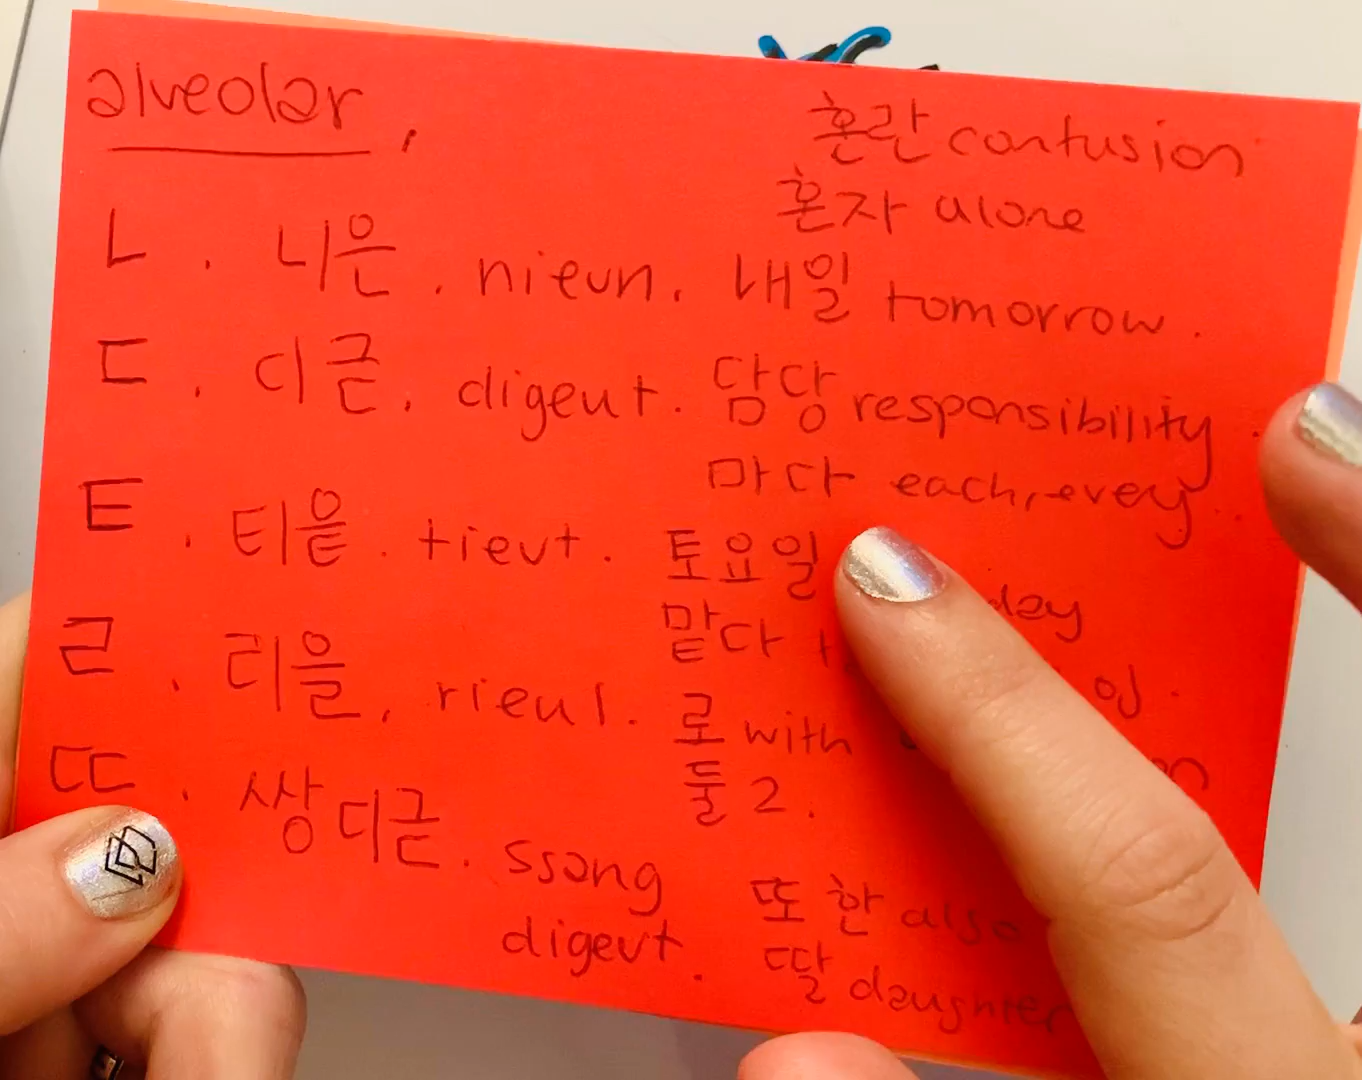 alveolar,
혼란 confusion
혼자 alone
ㄴ. 니은. nieun. 내일 tomorrow.
ㄷ. 디귿. digeut. 담당 responsibility.
마다 each, every..
ㅌ. 티읕. tieut. 토요일 day
맡다
ㄹ. 리을. rieul. 로 with
둘 2.
ㄸ. 쌍디귿. ssang digeut.
또한 also
딸 daughter